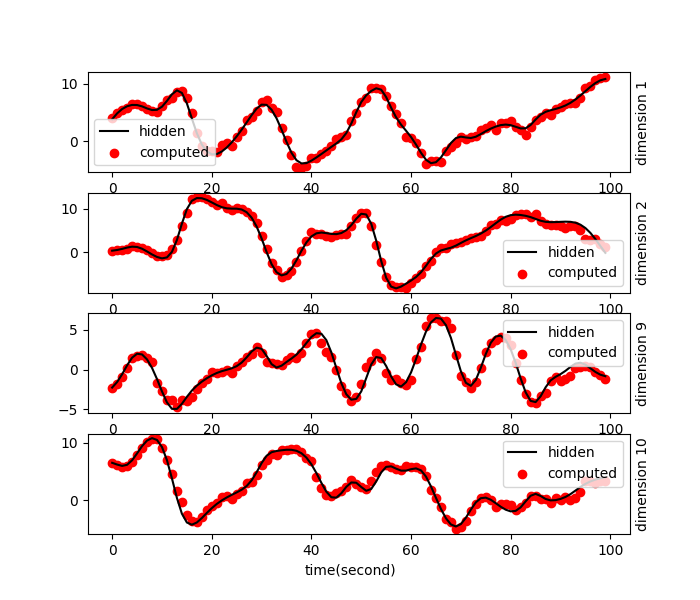 10
0
hidden
computed
dimension 1
0 20 40 60 80 100
10
0
hidden
computed
dimension 2
0 20 40 60 80 100
5
0
−5
hidden
computed
dimension 9
0 20 40 60 80 100
10
0
hidden
computed
dimension 10
0 20 40 60 80 100
time(second)